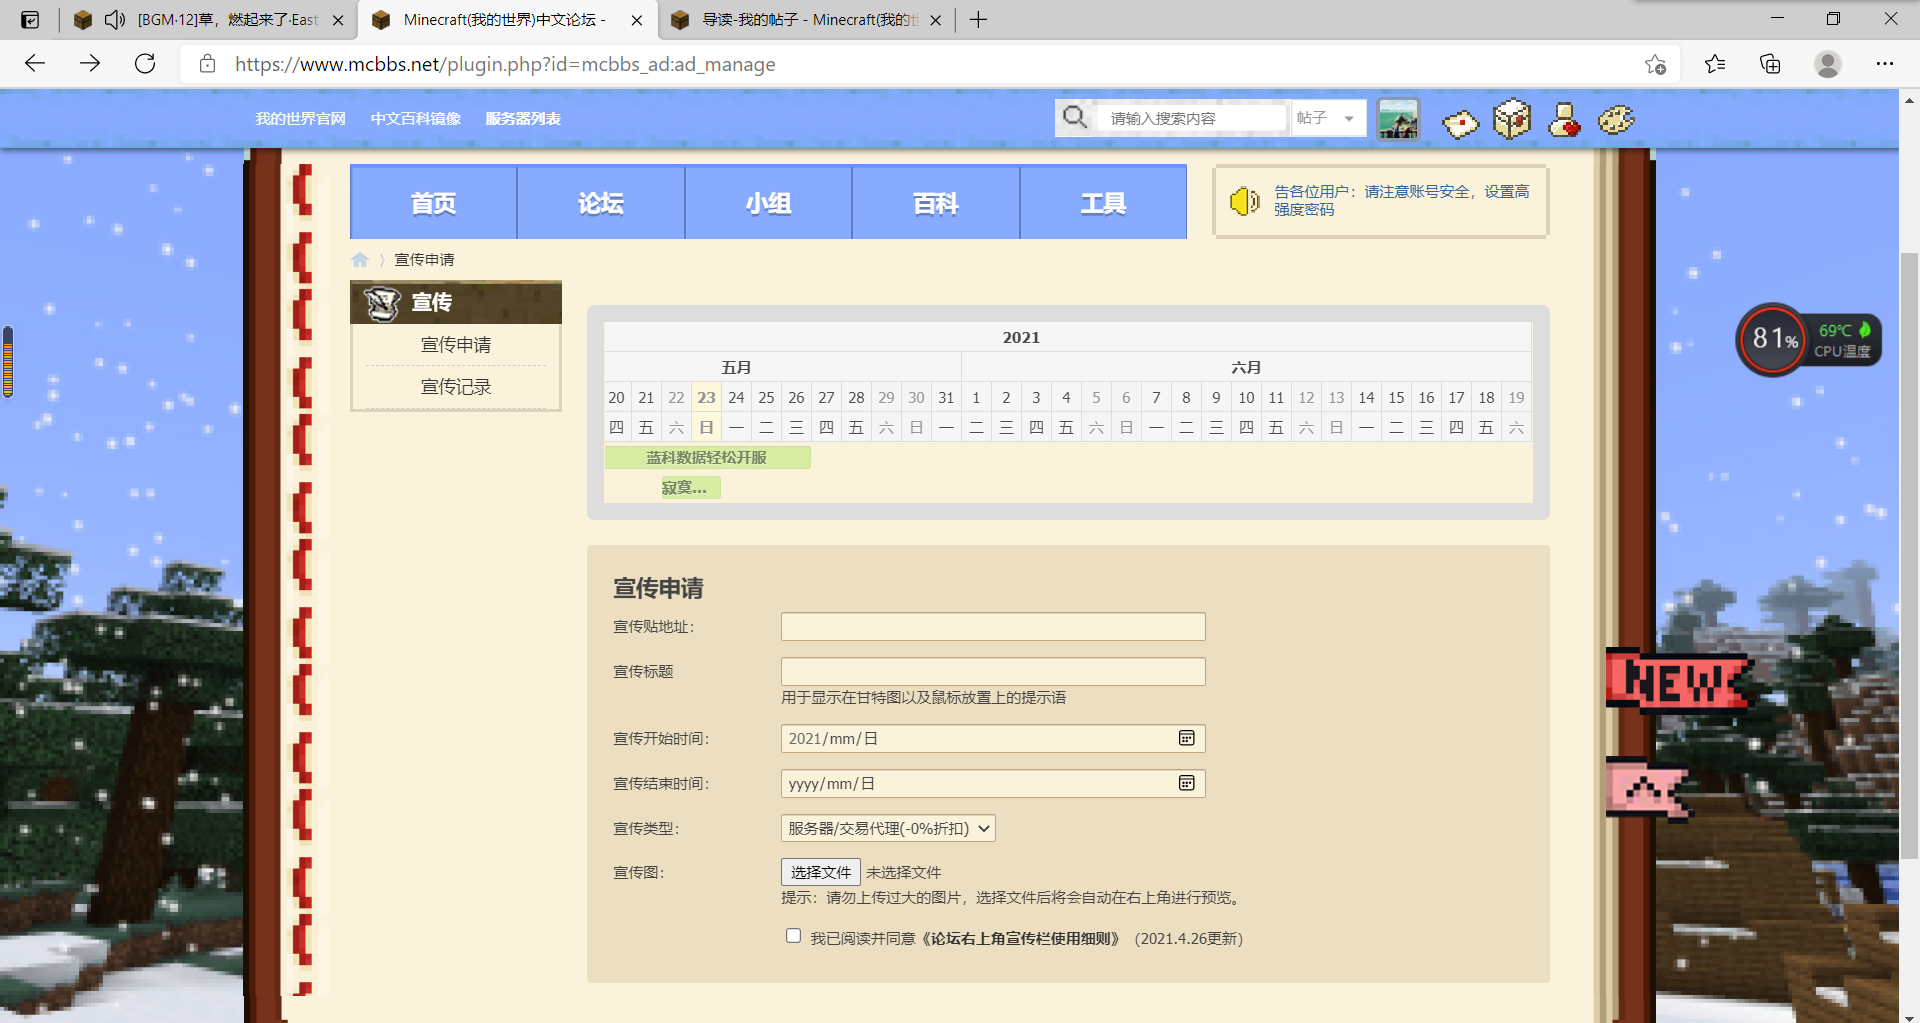 [BGM·12]草，燃起来了·East
Minecraft(我的世界)中文论坛 -
导读-我的帖子 - Minecraft(我的世
https://www.mcbbs.net/plugin.php?id=mcbbs_ad:ad_manage
我的世界官网 中文百科镜像 服务器列表
请输入搜索内容 帖子
首页 论坛 小组 百科 工具
告各位用户：请注意账号安全，设置高
强度密码
宣传申请
宣传
宣传申请
宣传记录
2021
五月 六月
20 21 22 23 24 25 26 27 28 29 30 31 1 2 3 4 5 6 7 8 9 10 11 12 13 14 15 16 17 18 19
四 五 六 日 一 二 三 四 五 六 日 一 二 三 四 五 六 日 一 二 三 四 五 六 日 一 二 三 四 五 六
蓝科数据轻松开服
寂寞...
81%
69℃
CPU温度
宣传申请
宣传贴地址：
宣传标题
用于显示在甘特图以及鼠标放置上的提示语
宣传开始时间： 2021/mm/日
宣传结束时间： yyyy/mm/日
宣传类型： 服务器/交易代理(-0%折扣)
宣传图： 选择文件 未选择文件
提示：请勿上传过大的图片，选择文件后将会自动在右上角进行预览。
我已阅读并同意《论坛右上角宣传栏使用细则》 (2021.4.26更新)
NEW